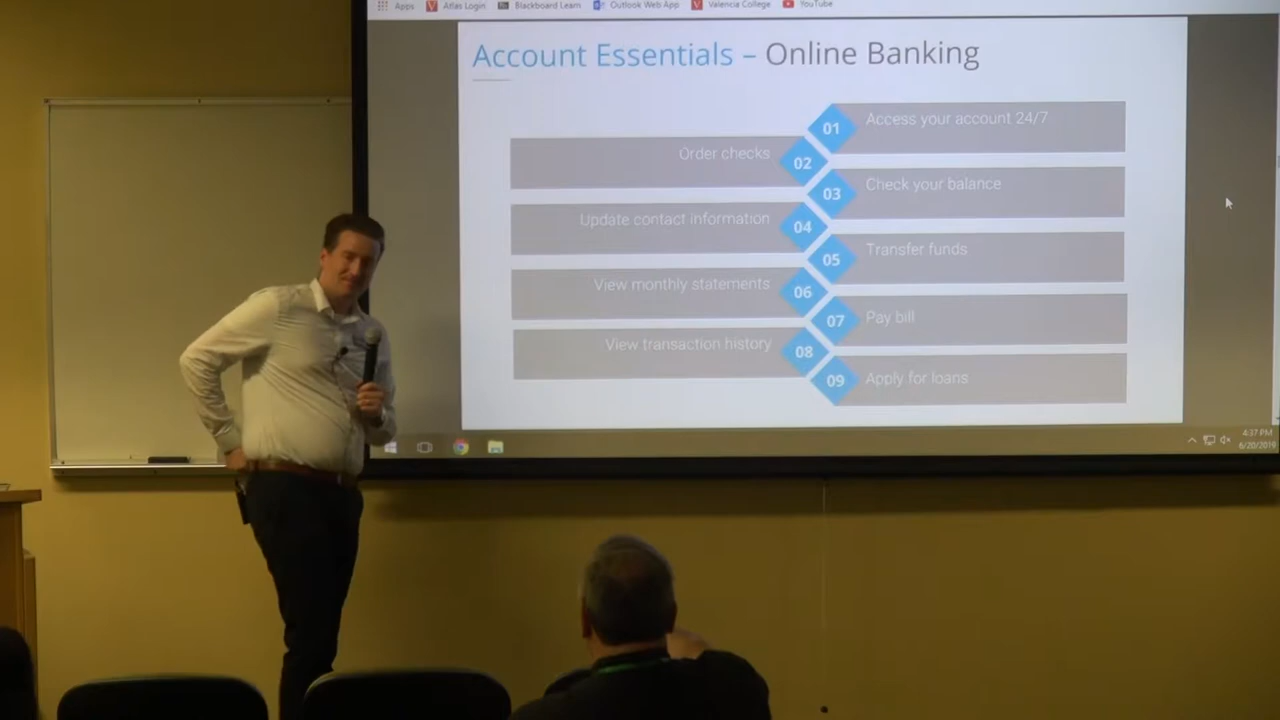 Apps Atlas Login Blackboard Learn Outlook Web App Valencia College YouTube
Account Essentials – Online Banking
01 Access your account 24/7
Order checks 02
03 Check your balance
Update contact information 04
05 Transfer funds
View monthly statements 06
07 Pay bill
View transaction history 08
09 Apply for loans
4:37 PM
6/20/2019